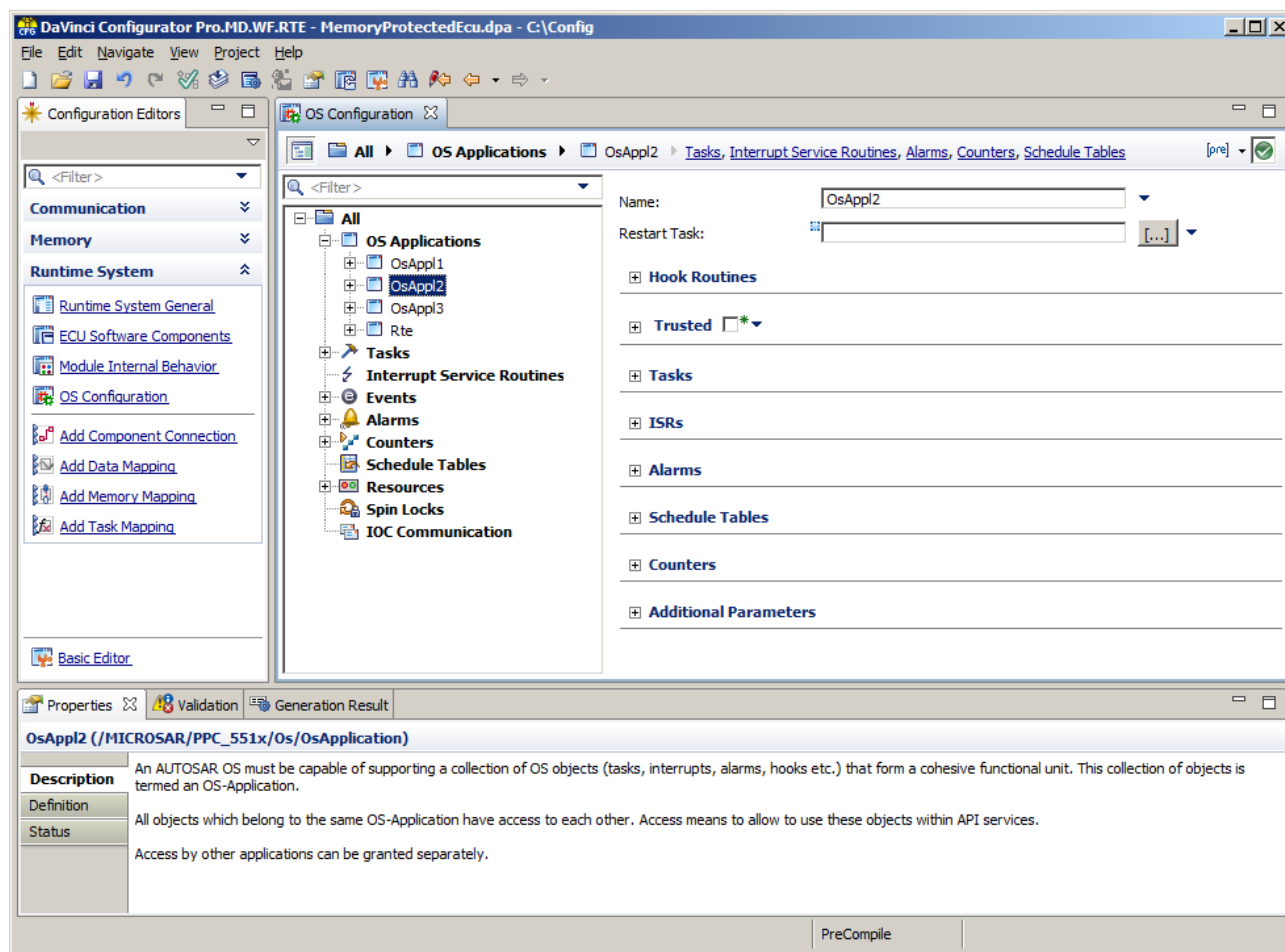 DaVinci Configurator Pro.MD.WF.RTE - MemoryProtectedEcu.dpa - C:\Config
File Edit Navigate View Project Help
Configuration Editors
<Filter>
Communication
Memory
Runtime System
Runtime System General
ECU Software Components
Module Internal Behavior
OS Configuration
Add Component Connection
Add Data Mapping
Add Memory Mapping
Add Task Mapping
Basic Editor
OS Configuration
All OS Applications OsAppl2 Tasks, Interrupt Service Routines, Alarms, Counters, Schedule Tables [pre]
<Filter>
All
OS Applications
OsAppl1
OsAppl2
OsAppl3
Rte
Tasks
Interrupt Service Routines
Events
Alarms
Counters
Schedule Tables
Resources
Spin Locks
IOC Communication
Name: OsAppl2
Restart Task: [...]
Hook Routines
Trusted *
Tasks
ISRs
Alarms
Schedule Tables
Counters
Additional Parameters
Properties Validation Generation Result
OsAppl2 (/MICROSAR/PPC_551x/Os/OsApplication)
Description
Definition
Status
An AUTOSAR OS must be capable of supporting a collection of OS objects (tasks, interrupts, alarms, hooks etc.) that form a cohesive functional unit. This collection of objects is
termed an OS-Application.
All objects which belong to the same OS-Application have access to each other. Access means to allow to use these objects within API services.
Access by other applications can be granted separately.
PreCompile